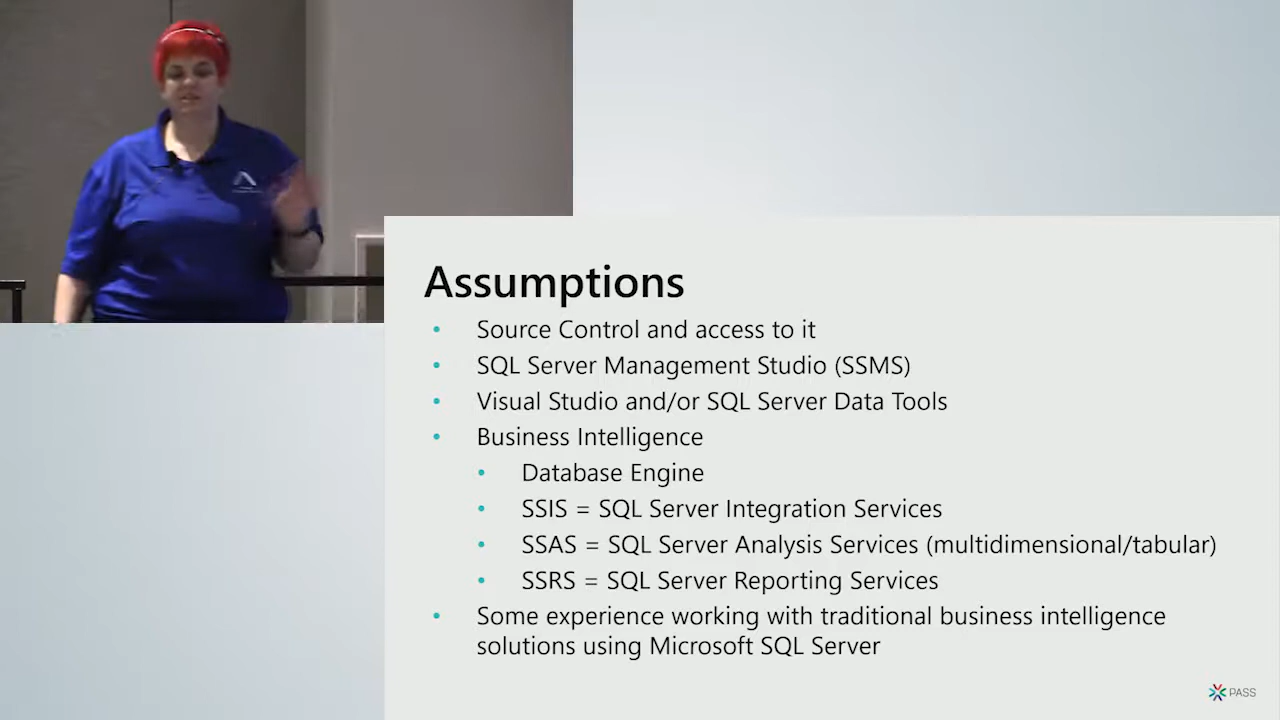 Assumptions
• Source Control and access to it
• SQL Server Management Studio (SSMS)
• Visual Studio and/or SQL Server Data Tools
• Business Intelligence
• Database Engine
• SSIS = SQL Server Integration Services
• SSAS = SQL Server Analysis Services (multidimensional/tabular)
• SSRS = SQL Server Reporting Services
• Some experience working with traditional business intelligence
solutions using Microsoft SQL Server
PASS